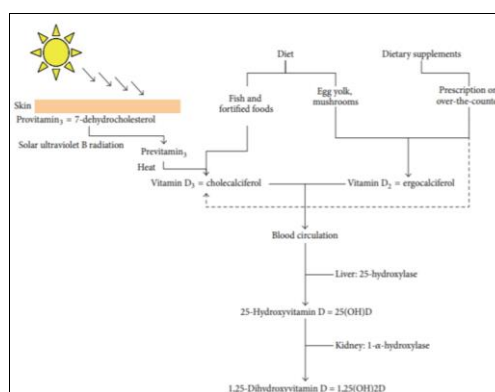 Diet
Dietary supplements
Skin
Provitamin₃ = 7-dehydrocholesterol
Solar ultraviolet B radiation
Previtamin₃
Heat
Fish and
fortified foods
Egg yolk,
mushrooms
Prescription or
over-the-counter
Vitamin D₃ = cholecalciferol
Vitamin D₂ = ergocalciferol
Blood circulation
Liver: 25-hydroxylase
25-Hydroxyvitamin D = 25(OH)D
Kidney: 1-α-hydroxylase
1,25-Dihydroxyvitamin D = 1,25(OH)2D